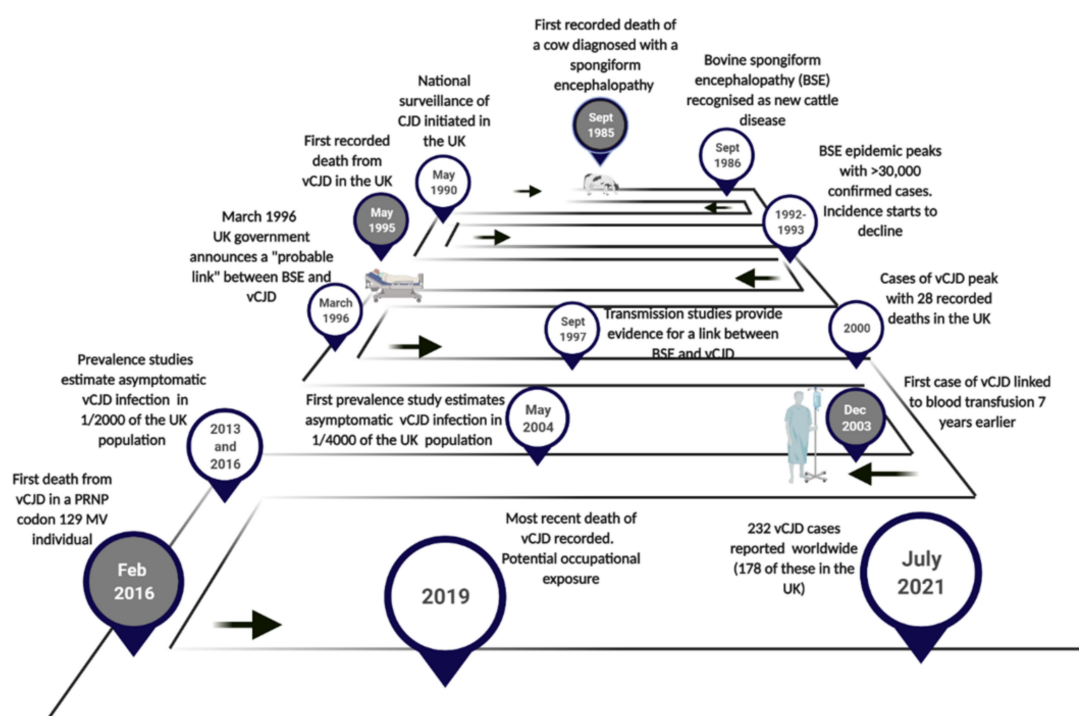 First recorded death of
a cow diagnosed with a
spongiform
encephalopathy
Sept
1985
Bovine spongiform
encephalopathy (BSE)
recognised as new cattle
disease
Sept
1986
National
surveillance of
CJD initiated in
the UK
May
1990
BSE epidemic peaks
with >30,000
confirmed cases.
Incidence starts to
decline
1992-
1993
First recorded
death from
vCJD in the UK
May
1995
March 1996
UK government
announces a "probable
link" between BSE and
vCJD
March
1996
Sept
1997
Transmission studies provide
evidence for a link between
BSE and vCJD
Cases of vCJD peak
with 28 recorded
deaths in the UK
2000
First case of vCJD linked
to blood transfusion 7
years earlier
Dec
2003
First prevalence study estimates
asymptomatic vCJD infection in
1/4000 of the UK population
May
2004
Prevalence studies
estimate asymptomatic
vCJD infection in
1/2000 of the UK
population
2013
and
2016
First death from
vCJD in a PRNP
codon 129 MV
individual
Feb
2016
2019
Most recent death of
vCJD recorded.
Potential occupational
exposure
232 vCJD cases
reported worldwide
(178 of these in the
UK)
July
2021